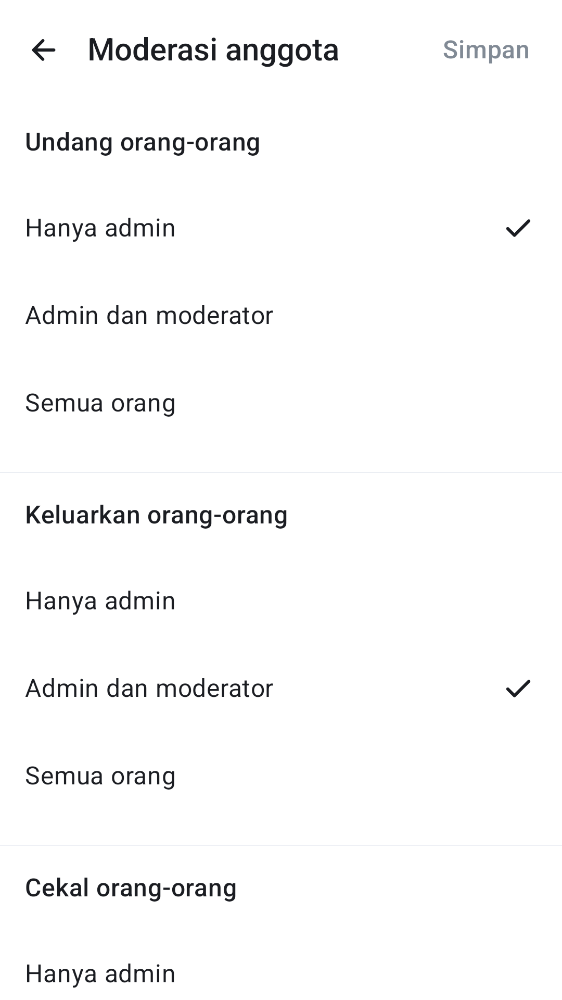 Moderasi anggota
Simpan
Undang orang-orang
Hanya admin
Admin dan moderator
Semua orang
Keluarkan orang-orang
Hanya admin
Admin dan moderator
Semua orang
Cekal orang-orang
Hanya admin